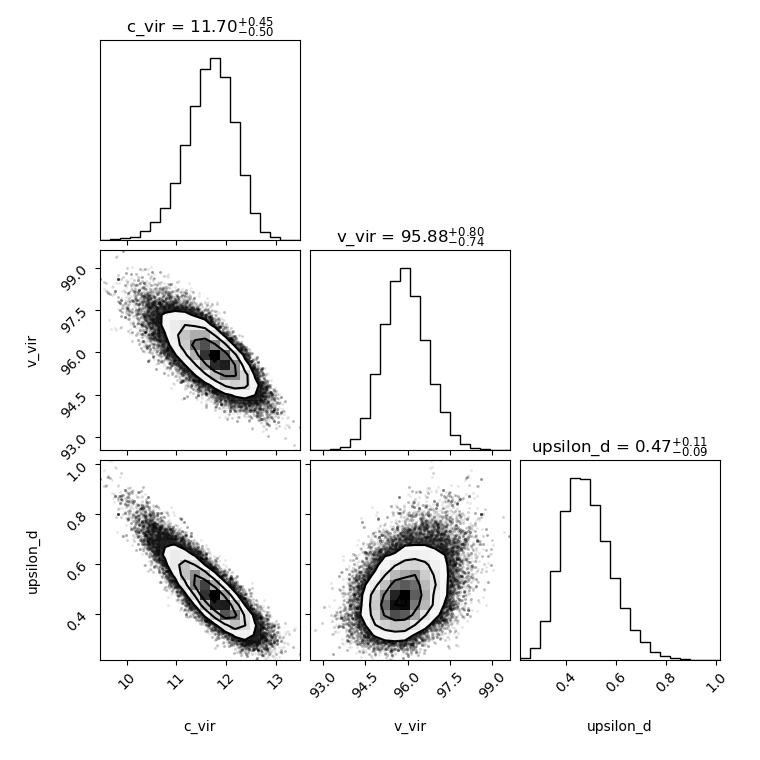 c_vir = 11.70+0.45−0.50
v_vir = 95.88+0.80−0.74
99.0
97.5
96.0
94.5
93.0
v_vir
upsilon_d = 0.47+0.11−0.09
1.0
0.8
0.6
0.4
upsilon_d
10 11 12 13
93.0 94.5 96.0 97.5 99.0
0.4 0.6 0.8 1.0
c_vir v_vir upsilon_d